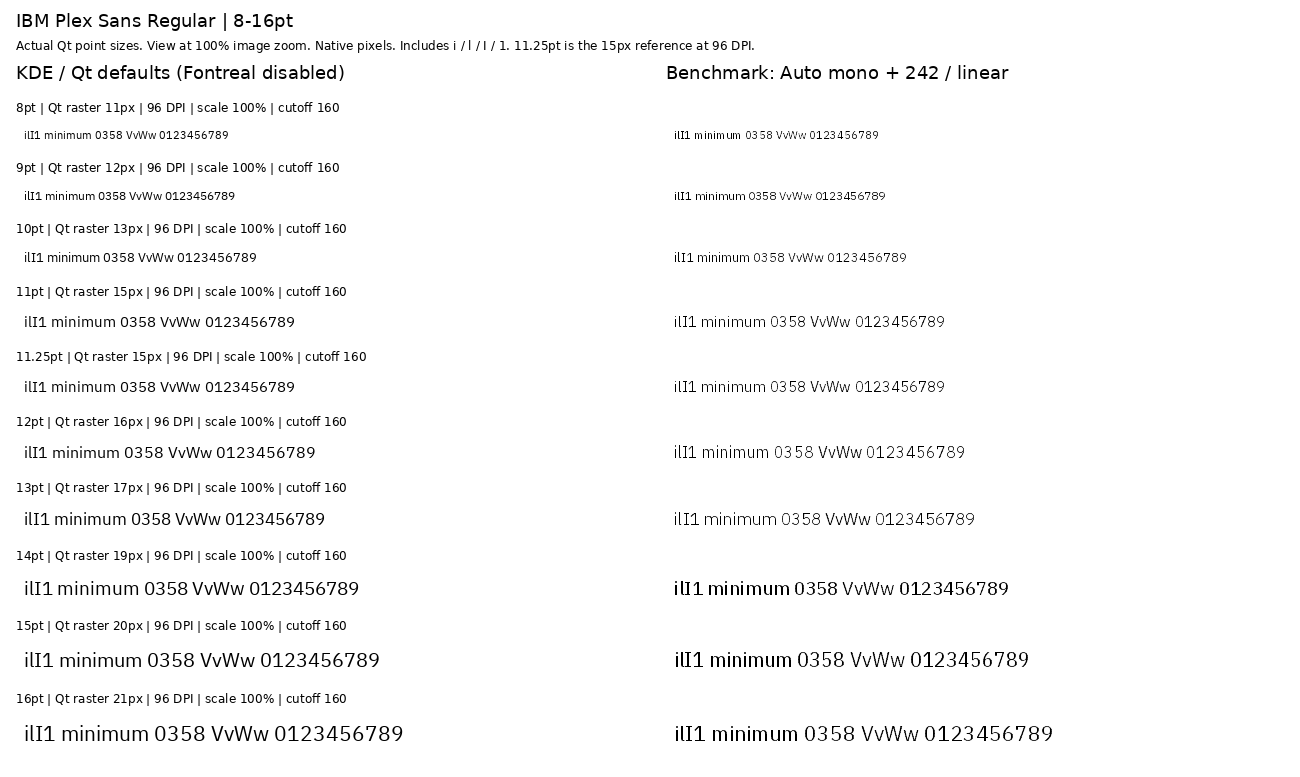 IBM Plex Sans Regular | 8-16pt
Actual Qt point sizes. View at 100% image zoom. Native pixels. Includes i / l / I / 1. 11.25pt is the 15px reference at 96 DPI.
KDE / Qt defaults (Fontreal disabled) Benchmark: Auto mono + 242 / linear
8pt | Qt raster 11px | 96 DPI | scale 100% | cutoff 160
ilI1 minimum 0358 VvWw 0123456789 ilI1 minimum 0358 VvWw 0123456789
9pt | Qt raster 12px | 96 DPI | scale 100% | cutoff 160
ilI1 minimum 0358 VvWw 0123456789 ilI1 minimum 0358 VvWw 0123456789
10pt | Qt raster 13px | 96 DPI | scale 100% | cutoff 160
ilI1 minimum 0358 VvWw 0123456789 ilI1 minimum 0358 VvWw 0123456789
11pt | Qt raster 15px | 96 DPI | scale 100% | cutoff 160
ilI1 minimum 0358 VvWw 0123456789 ilI1 minimum 0358 VvWw 0123456789
11.25pt | Qt raster 15px | 96 DPI | scale 100% | cutoff 160
ilI1 minimum 0358 VvWw 0123456789 ilI1 minimum 0358 VvWw 0123456789
12pt | Qt raster 16px | 96 DPI | scale 100% | cutoff 160
ilI1 minimum 0358 VvWw 0123456789 ilI1 minimum 0358 VvWw 0123456789
13pt | Qt raster 17px | 96 DPI | scale 100% | cutoff 160
ilI1 minimum 0358 VvWw 0123456789 ilI1 minimum 0358 VvWw 0123456789
14pt | Qt raster 19px | 96 DPI | scale 100% | cutoff 160
ilI1 minimum 0358 VvWw 0123456789 ilI1 minimum 0358 VvWw 0123456789
15pt | Qt raster 20px | 96 DPI | scale 100% | cutoff 160
ilI1 minimum 0358 VvWw 0123456789 ilI1 minimum 0358 VvWw 0123456789
16pt | Qt raster 21px | 96 DPI | scale 100% | cutoff 160
ilI1 minimum 0358 VvWw 0123456789 ilI1 minimum 0358 VvWw 0123456789